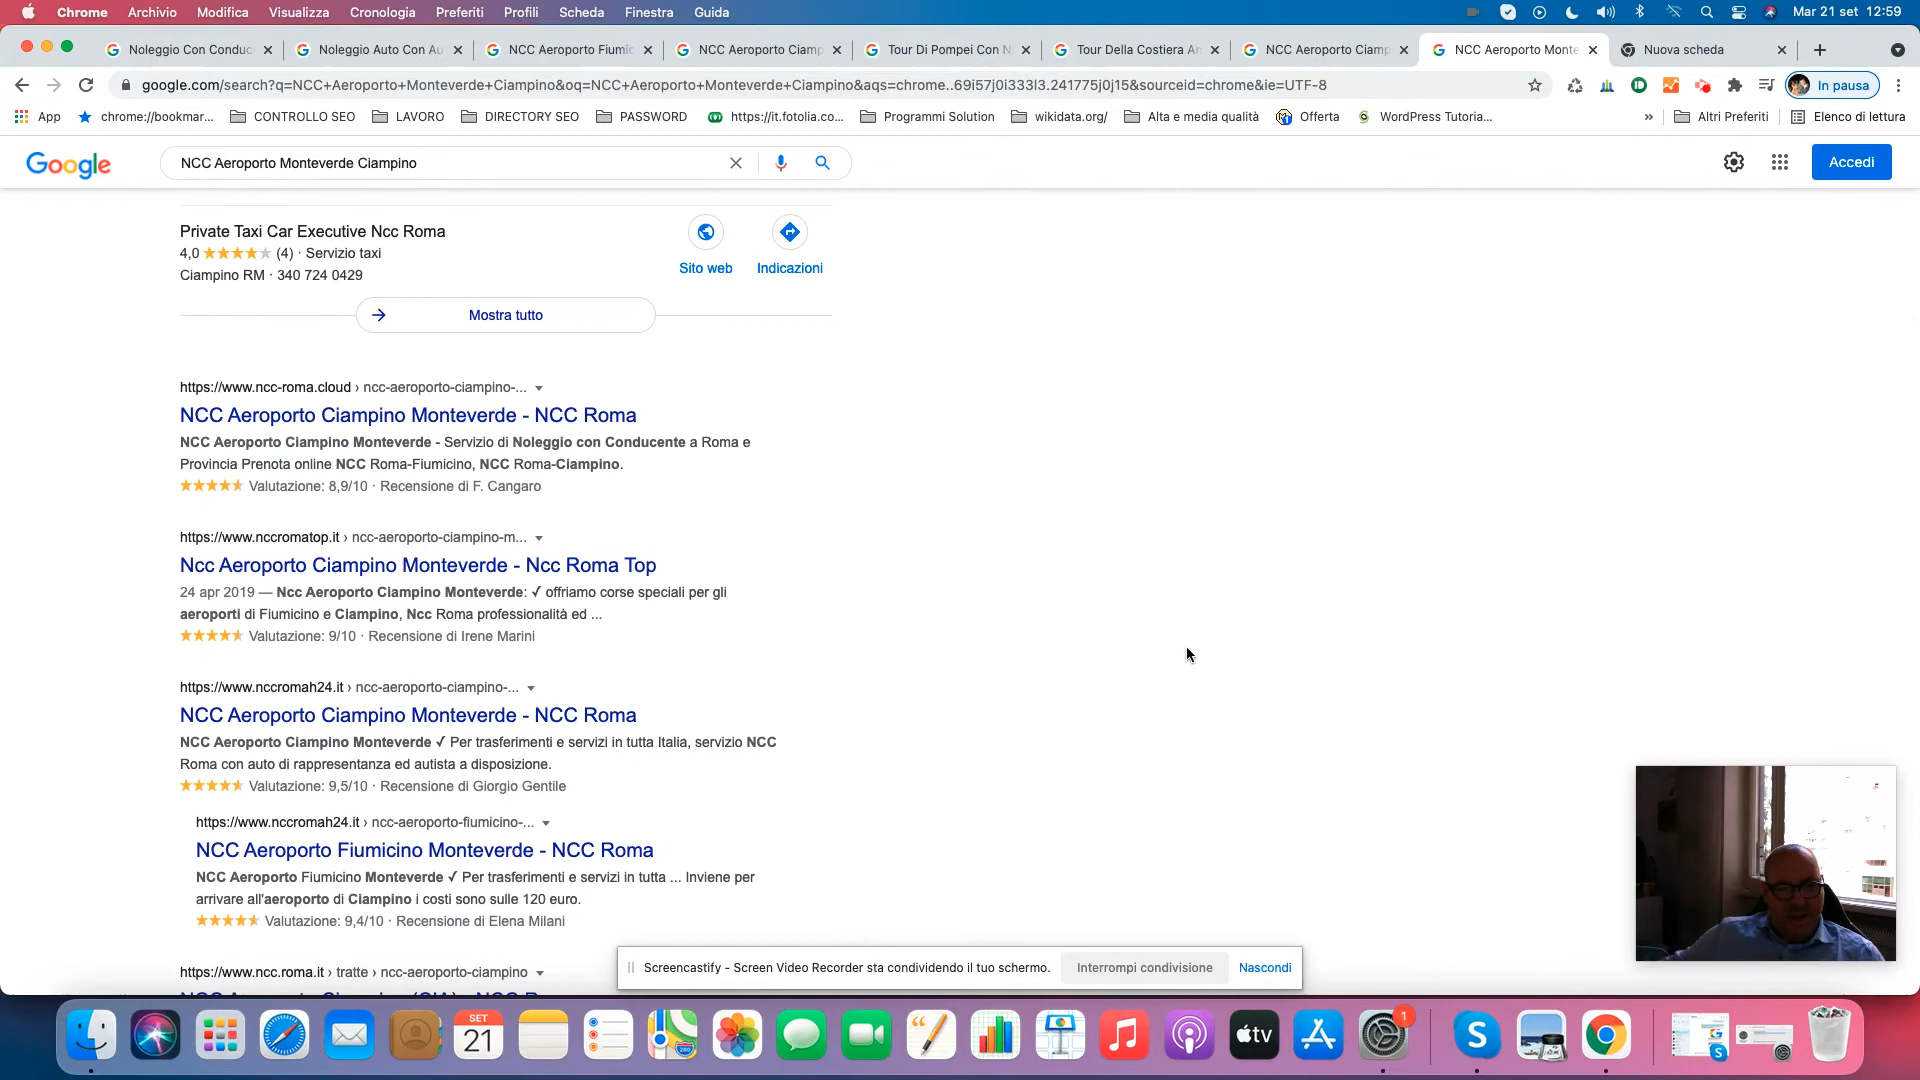 Chrome Archivio Modifica Visualizza Cronologia Preferiti Profili Scheda Finestra Guida Mar 21 set 12:59
Noleggio Con Conduc Noleggio Auto Con Au NCC Aeroporto Fiumic NCC Aeroporto Ciamp Tour Di Pompei Con N Tour Della Costiera Am NCC Aeroporto Ciamp NCC Aeroporto Monte Nuova scheda
google.com/search?q=NCC+Aeroporto+Monteverde+Ciampino&oq=NCC+Aeroporto+Monteverde+Ciampino&aqs=chrome..69i57j0i333l3.241775j0j15&sourceid=chrome&ie=UTF-8 In pausa
App chrome://bookmar... CONTROLLO SEO LAVORO DIRECTORY SEO PASSWORD https://it.fotolia.co... Programmi Solution wikidata.org/ Alta e media qualità Offerta WordPress Tutoria... » Altri Preferiti Elenco di lettura
Google NCC Aeroporto Monteverde Ciampino Accedi
Private Taxi Car Executive Ncc Roma
4,0 (4) · Servizio taxi
Ciampino RM · 340 724 0429
Sito web Indicazioni
Mostra tutto
https://www.ncc-roma.cloud › ncc-aeroporto-ciampino-...
NCC Aeroporto Ciampino Monteverde - NCC Roma
NCC Aeroporto Ciampino Monteverde - Servizio di Noleggio con Conducente a Roma e
Provincia Prenota online NCC Roma-Fiumicino, NCC Roma-Ciampino.
Valutazione: 8,9/10 · Recensione di F. Cangaro
https://www.nccromatop.it › ncc-aeroporto-ciampino-m...
Ncc Aeroporto Ciampino Monteverde - Ncc Roma Top
24 apr 2019 — Ncc Aeroporto Ciampino Monteverde: ✓ offriamo corse speciali per gli
aeroporti di Fiumicino e Ciampino, Ncc Roma professionalità ed ...
Valutazione: 9/10 · Recensione di Irene Marini
https://www.nccromah24.it › ncc-aeroporto-ciampino-...
NCC Aeroporto Ciampino Monteverde - NCC Roma
NCC Aeroporto Ciampino Monteverde ✓ Per trasferimenti e servizi in tutta Italia, servizio NCC
Roma con auto di rappresentanza ed autista a disposizione.
Valutazione: 9,5/10 · Recensione di Giorgio Gentile
https://www.nccromah24.it › ncc-aeroporto-fiumicino-...
NCC Aeroporto Fiumicino Monteverde - NCC Roma
NCC Aeroporto Fiumicino Monteverde ✓ Per trasferimenti e servizi in tutta ... Inviene per
arrivare all'aeroporto di Ciampino i costi sono sulle 120 euro.
Valutazione: 9,4/10 · Recensione di Elena Milani
https://www.ncc.roma.it › tratte › ncc-aeroporto-ciampino
Screencastify - Screen Video Recorder sta condividendo il tuo schermo. Interrompi condivisione Nascondi
SET
21
280
tv
1